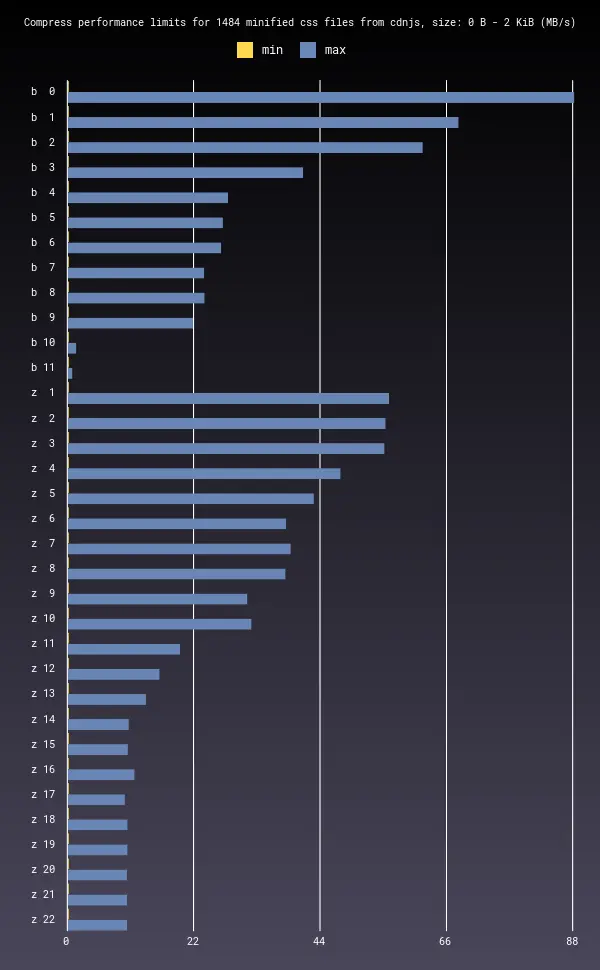 Compress performance limits for 1484 minified css files from cdnjs, size: 0 B - 2 KiB (MB/s)
min max
b 0
b 1
b 2
b 3
b 4
b 5
b 6
b 7
b 8
b 9
b 10
b 11
z 1
z 2
z 3
z 4
z 5
z 6
z 7
z 8
z 9
z 10
z 11
z 12
z 13
z 14
z 15
z 16
z 17
z 18
z 19
z 20
z 21
z 22
0 22 44 66 88